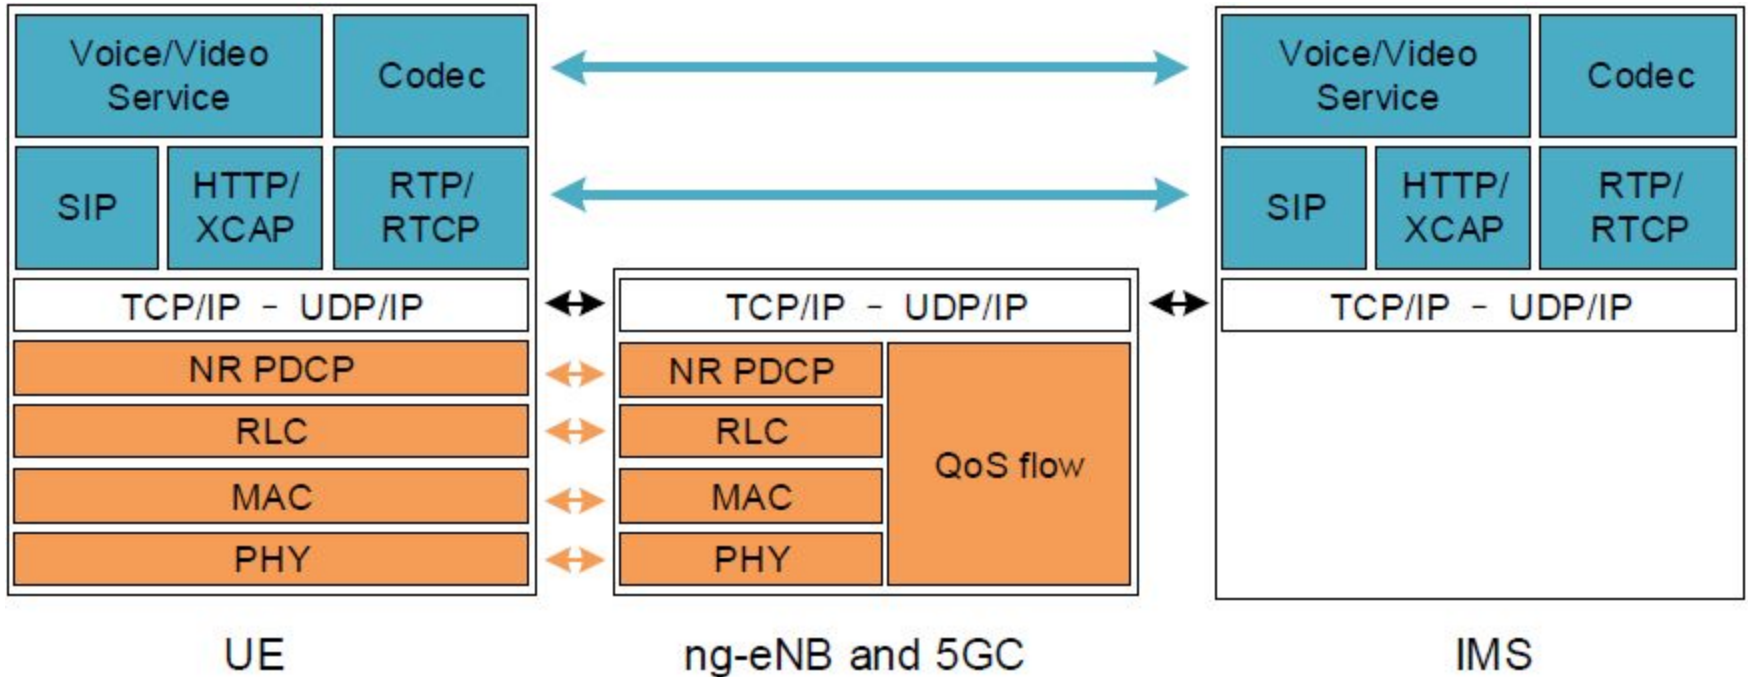 Voice/Video
Service
Codec
SIP
HTTP/
XCAP
RTP/
RTCP
TCP/IP - UDP/IP
NR PDCP
RLC
MAC
PHY
UE
TCP/IP - UDP/IP
NR PDCP
RLC
MAC
PHY
QoS flow
ng-eNB and 5GC
Voice/Video
Service
Codec
SIP
HTTP/
XCAP
RTP/
RTCP
TCP/IP - UDP/IP
IMS